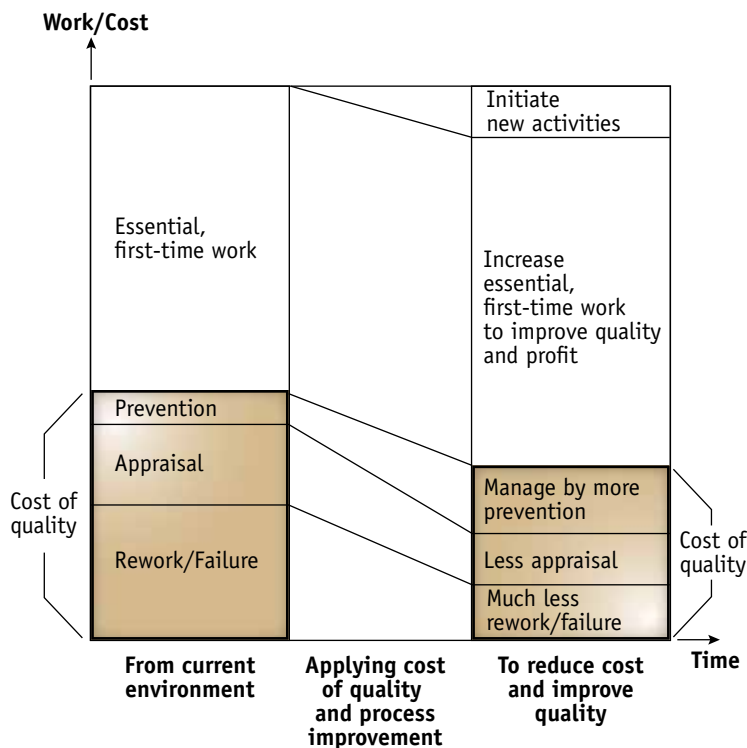 Work/Cost
Initiate
new activities
Essential,
first-time work
Increase
essential,
first-time work
to improve quality
and profit
Prevention
Appraisal
Rework/Failure
Cost of
quality
Manage by more
prevention
Less appraisal
Much less
rework/failure
Cost of
quality
Time
From current
environment
Applying cost
of quality
and process
improvement
To reduce cost
and improve
quality